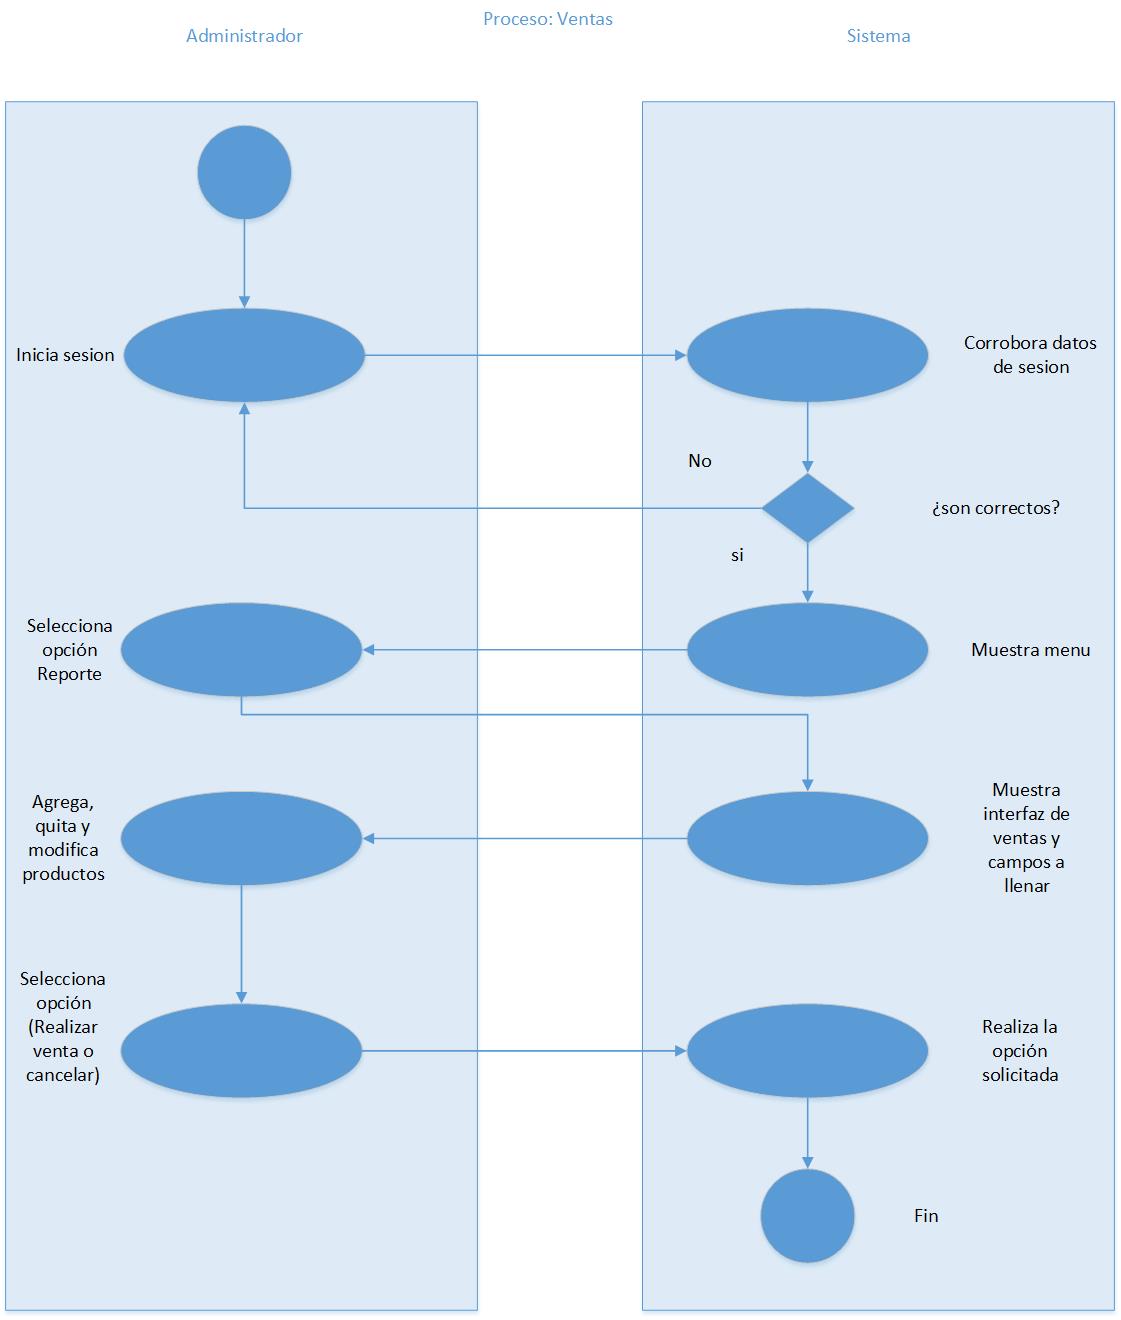 Proceso: Ventas
Administrador
Sistema
Inicia sesion
Corrobora datos
de sesion
No
¿son correctos?
si
Selecciona
opción
Reporte
Muestra menu
Agrega,
quita y
modifica
productos
Muestra
interfaz de
ventas y
campos a
llenar
Selecciona
opción
(Realizar
venta o
cancelar)
Realiza la
opción
solicitada
Fin